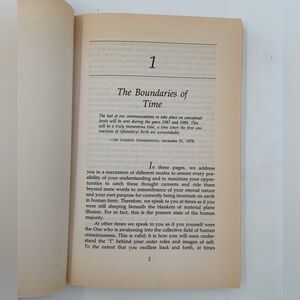 1
The Boundaries of
Time
The last of our communications to take place on conceptual
levels will be sent during the years 1987 and 1989. This
will be a truly momentous time, a time when the first con-
tractions of (planetary) birth are unmistakable.
—THE STARSEED TRANSMISSIONS, DECEMBER 31, 1978
In these pages, we address
you in a succession of different modes to ensure every pos-
sibility of your understanding and to maximize your oppor-
tunities to catch these thought currents and ride them
beyond mere words to remembrance of your eternal nature
and your root purpose for currently being incarnate on earth
in human form. Therefore, we speak to you at times as if you
were still sleeping beneath the blankets of material plane
illusion. For in fact, this is the present state of the human
majority.
At other times we speak to you as if you yourself were
the One who is awakening into the collective field of human
consciousness. This is valid; it is how you will soon under-
stand the "I" behind your outer roles and images of self.
To the extent that you oscillate back and forth, at times
1